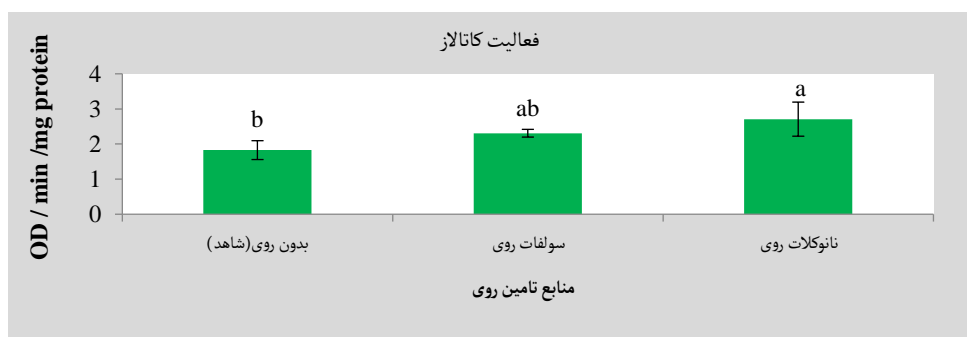 فعالیت کاتالاز
OD / min /mg protein
4
3
2
1
0
b
ab
a
بدون روی(شاهد)
سولفات روی
نانوکلات روی
منابع تامین روی